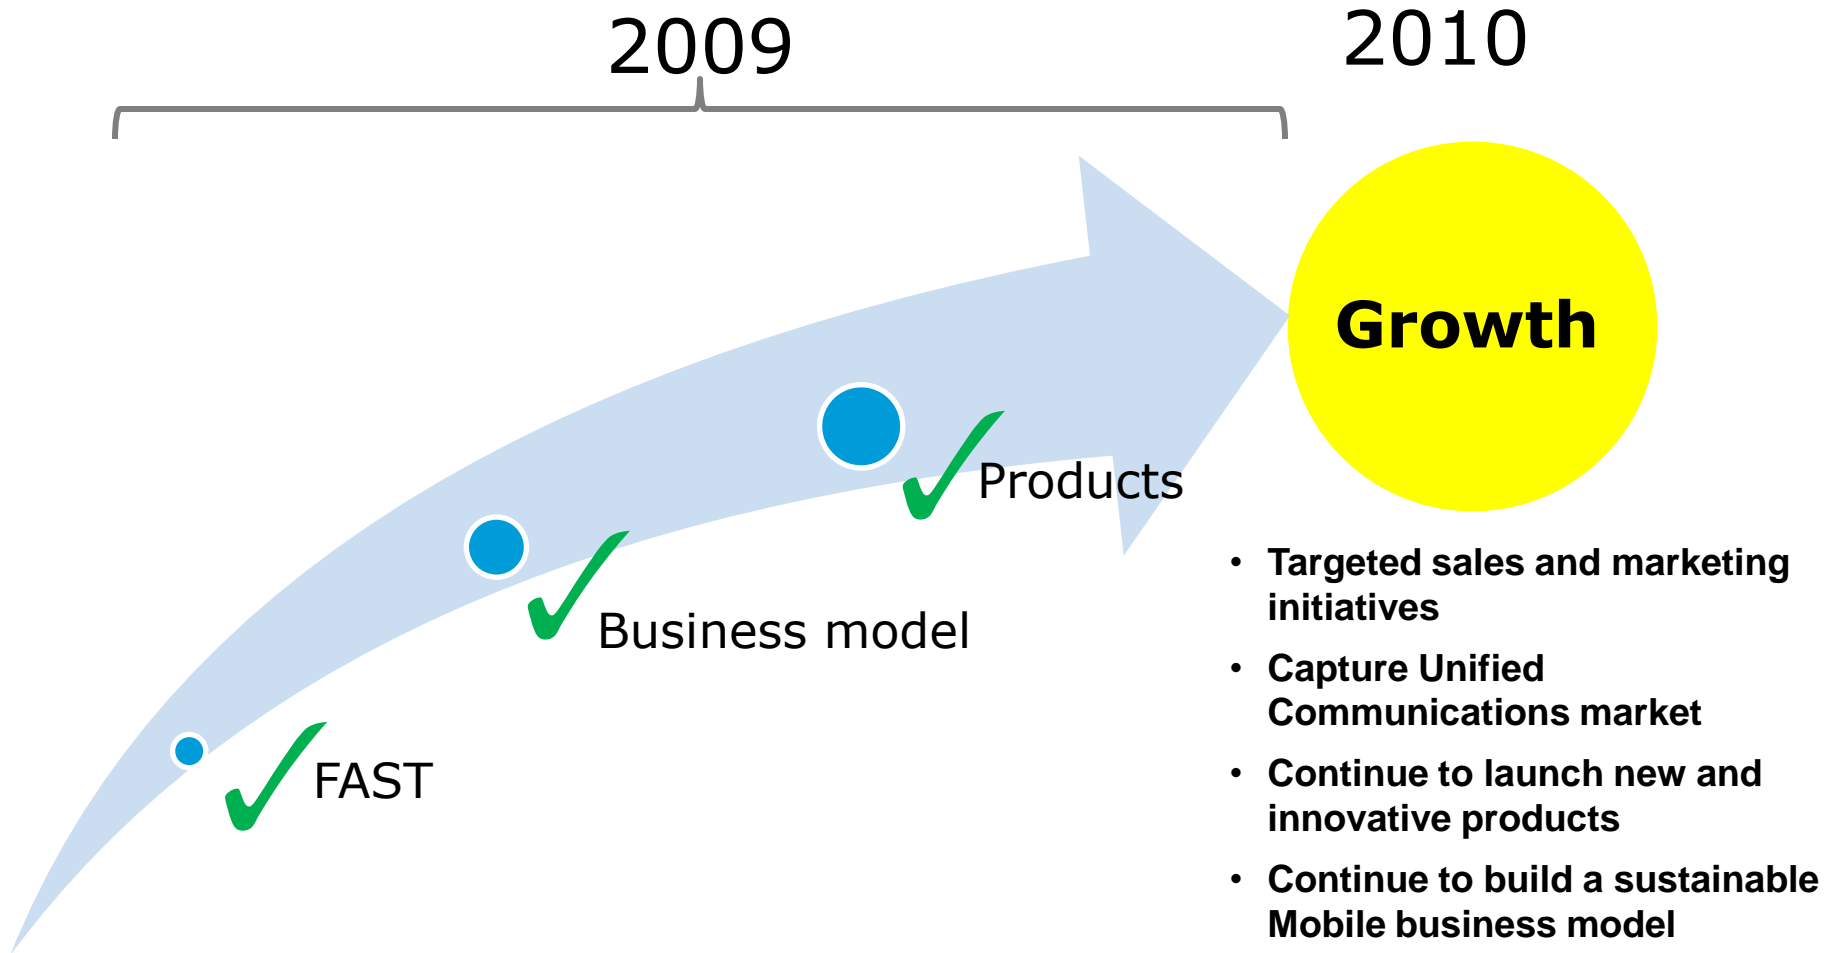 2009
2010
Growth
Products
Business model
FAST
• Targeted sales and marketing
initiatives
• Capture Unified
Communications market
• Continue to launch new and
innovative products
• Continue to build a sustainable
Mobile business model